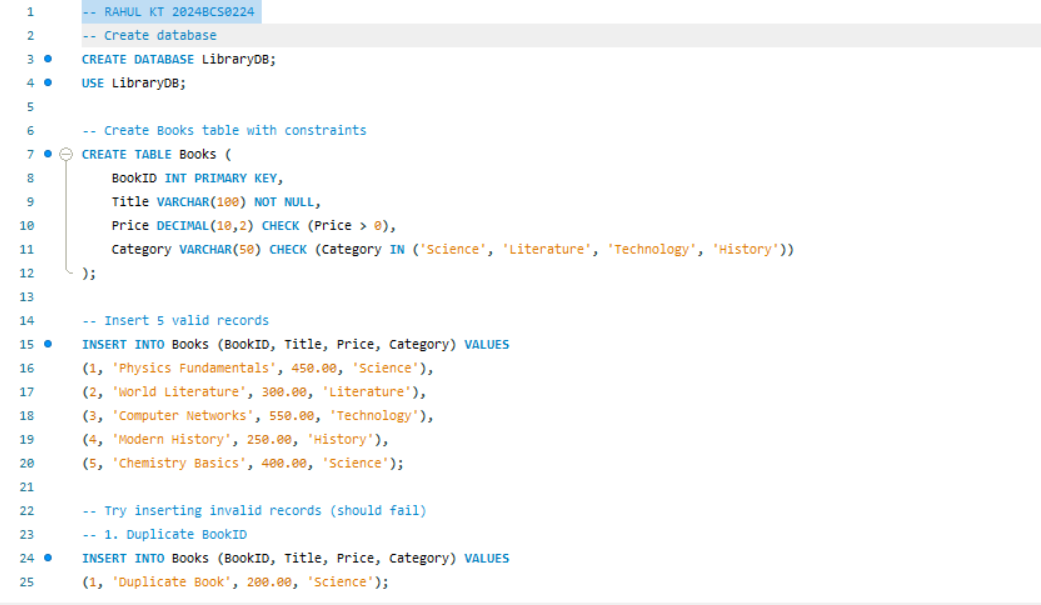 1 -- RAHUL KT 2024BCS0224
2 -- Create database
3 CREATE DATABASE LibraryDB;
4 USE LibraryDB;
5
6 -- Create Books table with constraints
7 CREATE TABLE Books (
8 BookID INT PRIMARY KEY,
9 Title VARCHAR(100) NOT NULL,
10 Price DECIMAL(10,2) CHECK (Price > 0),
11 Category VARCHAR(50) CHECK (Category IN ('Science', 'Literature', 'Technology', 'History'))
12 );
13
14 -- Insert 5 valid records
15 INSERT INTO Books (BookID, Title, Price, Category) VALUES
16 (1, 'Physics Fundamentals', 450.00, 'Science'),
17 (2, 'World Literature', 300.00, 'Literature'),
18 (3, 'Computer Networks', 550.00, 'Technology'),
19 (4, 'Modern History', 250.00, 'History'),
20 (5, 'Chemistry Basics', 400.00, 'Science');
21
22 -- Try inserting invalid records (should fail)
23 -- 1. Duplicate BookID
24 INSERT INTO Books (BookID, Title, Price, Category) VALUES
25 (1, 'Duplicate Book', 200.00, 'Science');